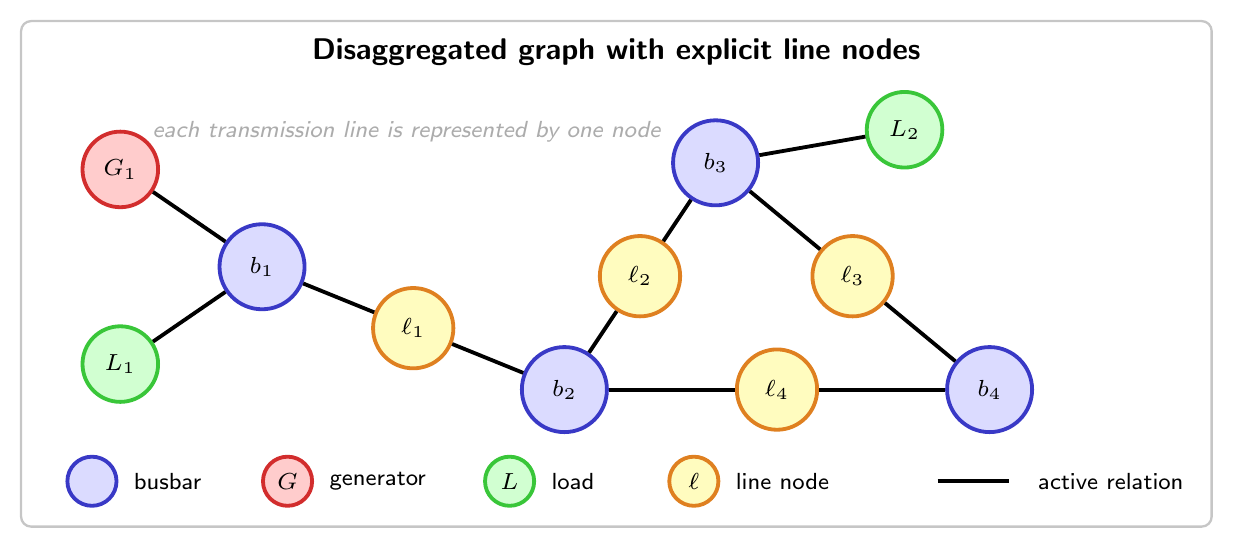 Disaggregated graph with explicit line nodes
each transmission line is represented by one node
L₂
b₃
G₁
b₁
ℓ₂
ℓ₃
ℓ₁
L₁
b₂
ℓ₄
b₄
busbar
G generator
L load
ℓ line node
active relation